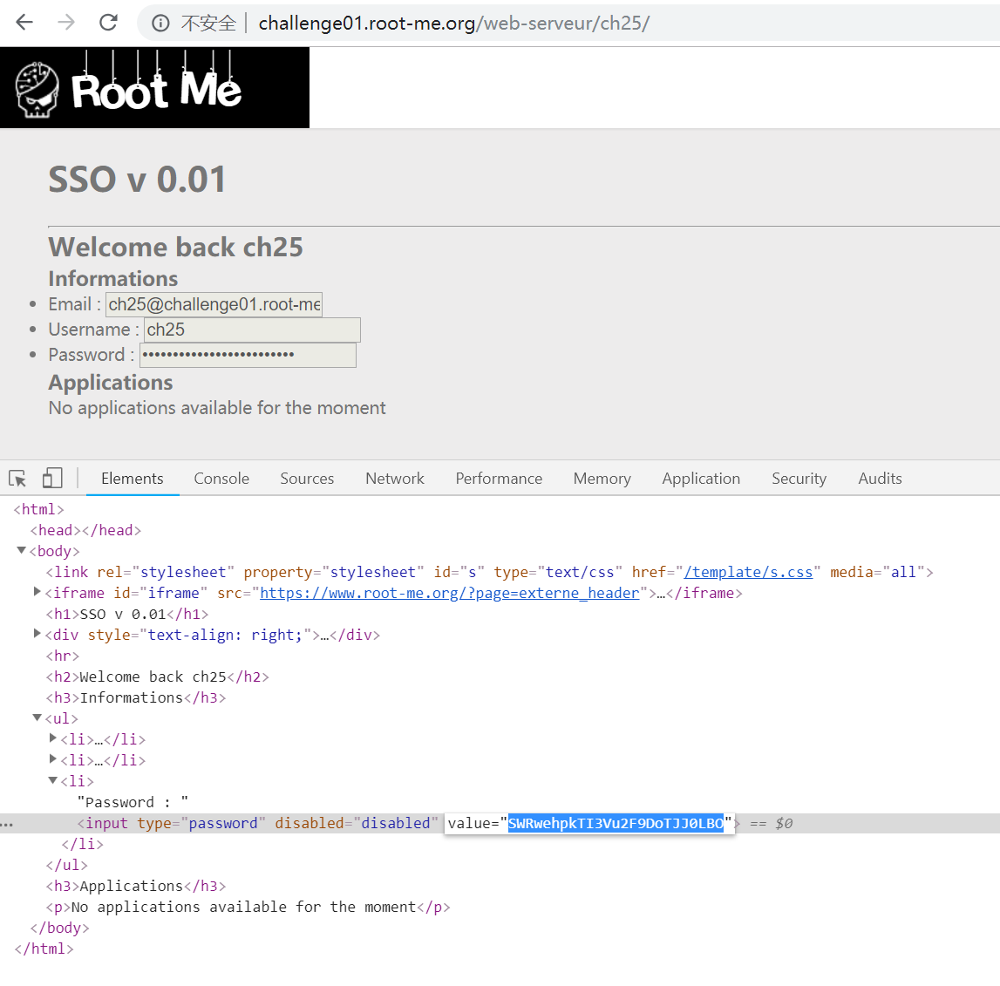 不安全 | challenge01.root-me.org/web-serveur/ch25/
Root Me
SSO v 0.01
Welcome back ch25
Informations
• Email : ch25@challenge01.root-me
• Username : ch25
• Password : •••••••••••••••••••••••••
Applications
No applications available for the moment
Elements Console Sources Network Performance Memory Application Security Audits
<html>
<head></head>
▼<body>
<link rel="stylesheet" property="stylesheet" id="s" type="text/css" href="/template/s.css" media="all">
▶<iframe id="iframe" src="https://www.root-me.org/?page=externe_header">…</iframe>
<h1>SSO v 0.01</h1>
▶<div style="text-align: right;">…</div>
<hr>
<h2>Welcome back ch25</h2>
<h3>Informations</h3>
▼<ul>
▶<li>…</li>
▶<li>…</li>
▼<li>
"Password : "
… <input type="password" disabled="disabled" value="SWRwehpkTI3Vu2F9DoTJJ0LBO"> == $0
</li>
</ul>
<h3>Applications</h3>
<p>No applications available for the moment</p>
</body>
</html>